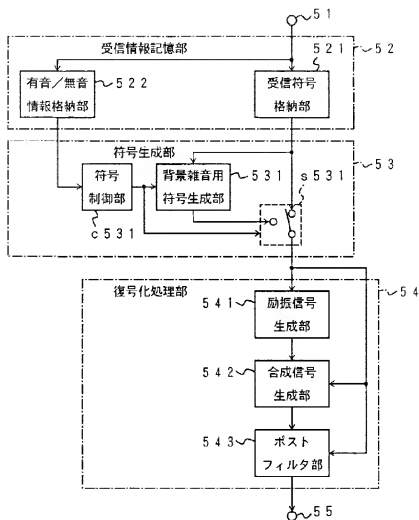 51
受信情報記憶部
521
52
有音/無音
情報格納部
522
受信符号
格納部
符号生成部
53
符号
制御部
背景雑音用
符号生成部
531
s531
c531
復号化処理部
54
541
励振信号
生成部
542
合成信号
生成部
543
ポスト
フィルタ部
55